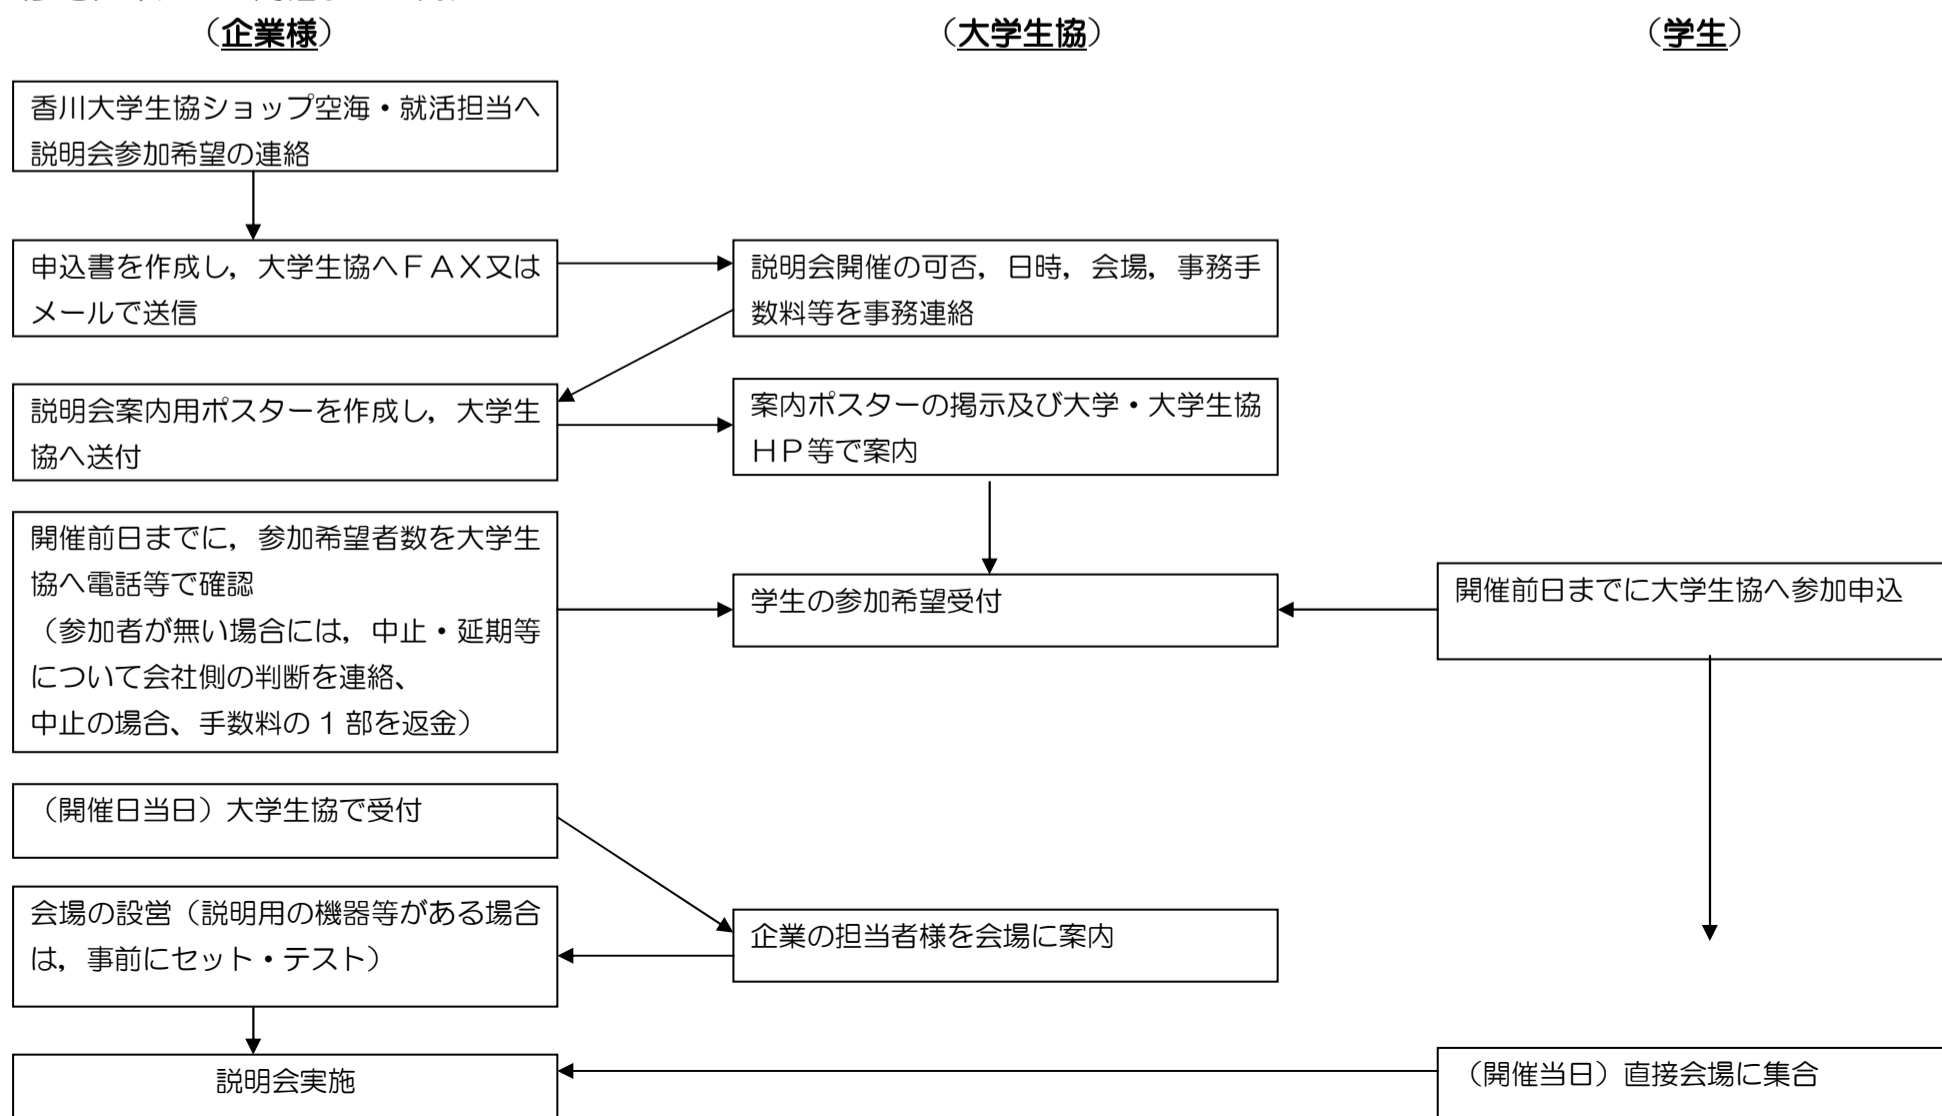 （企業様）
（大学生協）
（学生）
香川大学生協ショップ空海・就活担当へ
説明会参加希望の連絡
申込書を作成し，大学生協へＦＡＸ又は
メールで送信
説明会開催の可否，日時，会場，事務手
数料等を事務連絡
説明会案内用ポスターを作成し，大学生
協へ送付
案内ポスターの掲示及び大学・大学生協
ＨＰ等で案内
開催前日までに，参加希望者数を大学生
協へ電話等で確認
（参加者が無い場合には，中止・延期等
について会社側の判断を連絡、
中止の場合、手数料の１部を返金）
学生の参加希望受付
開催前日までに大学生協へ参加申込
（開催日当日）大学生協で受付
会場の設営（説明用の機器等がある場合
は，事前にセット・テスト）
企業の担当者様を会場に案内
説明会実施
（開催当日）直接会場に集合